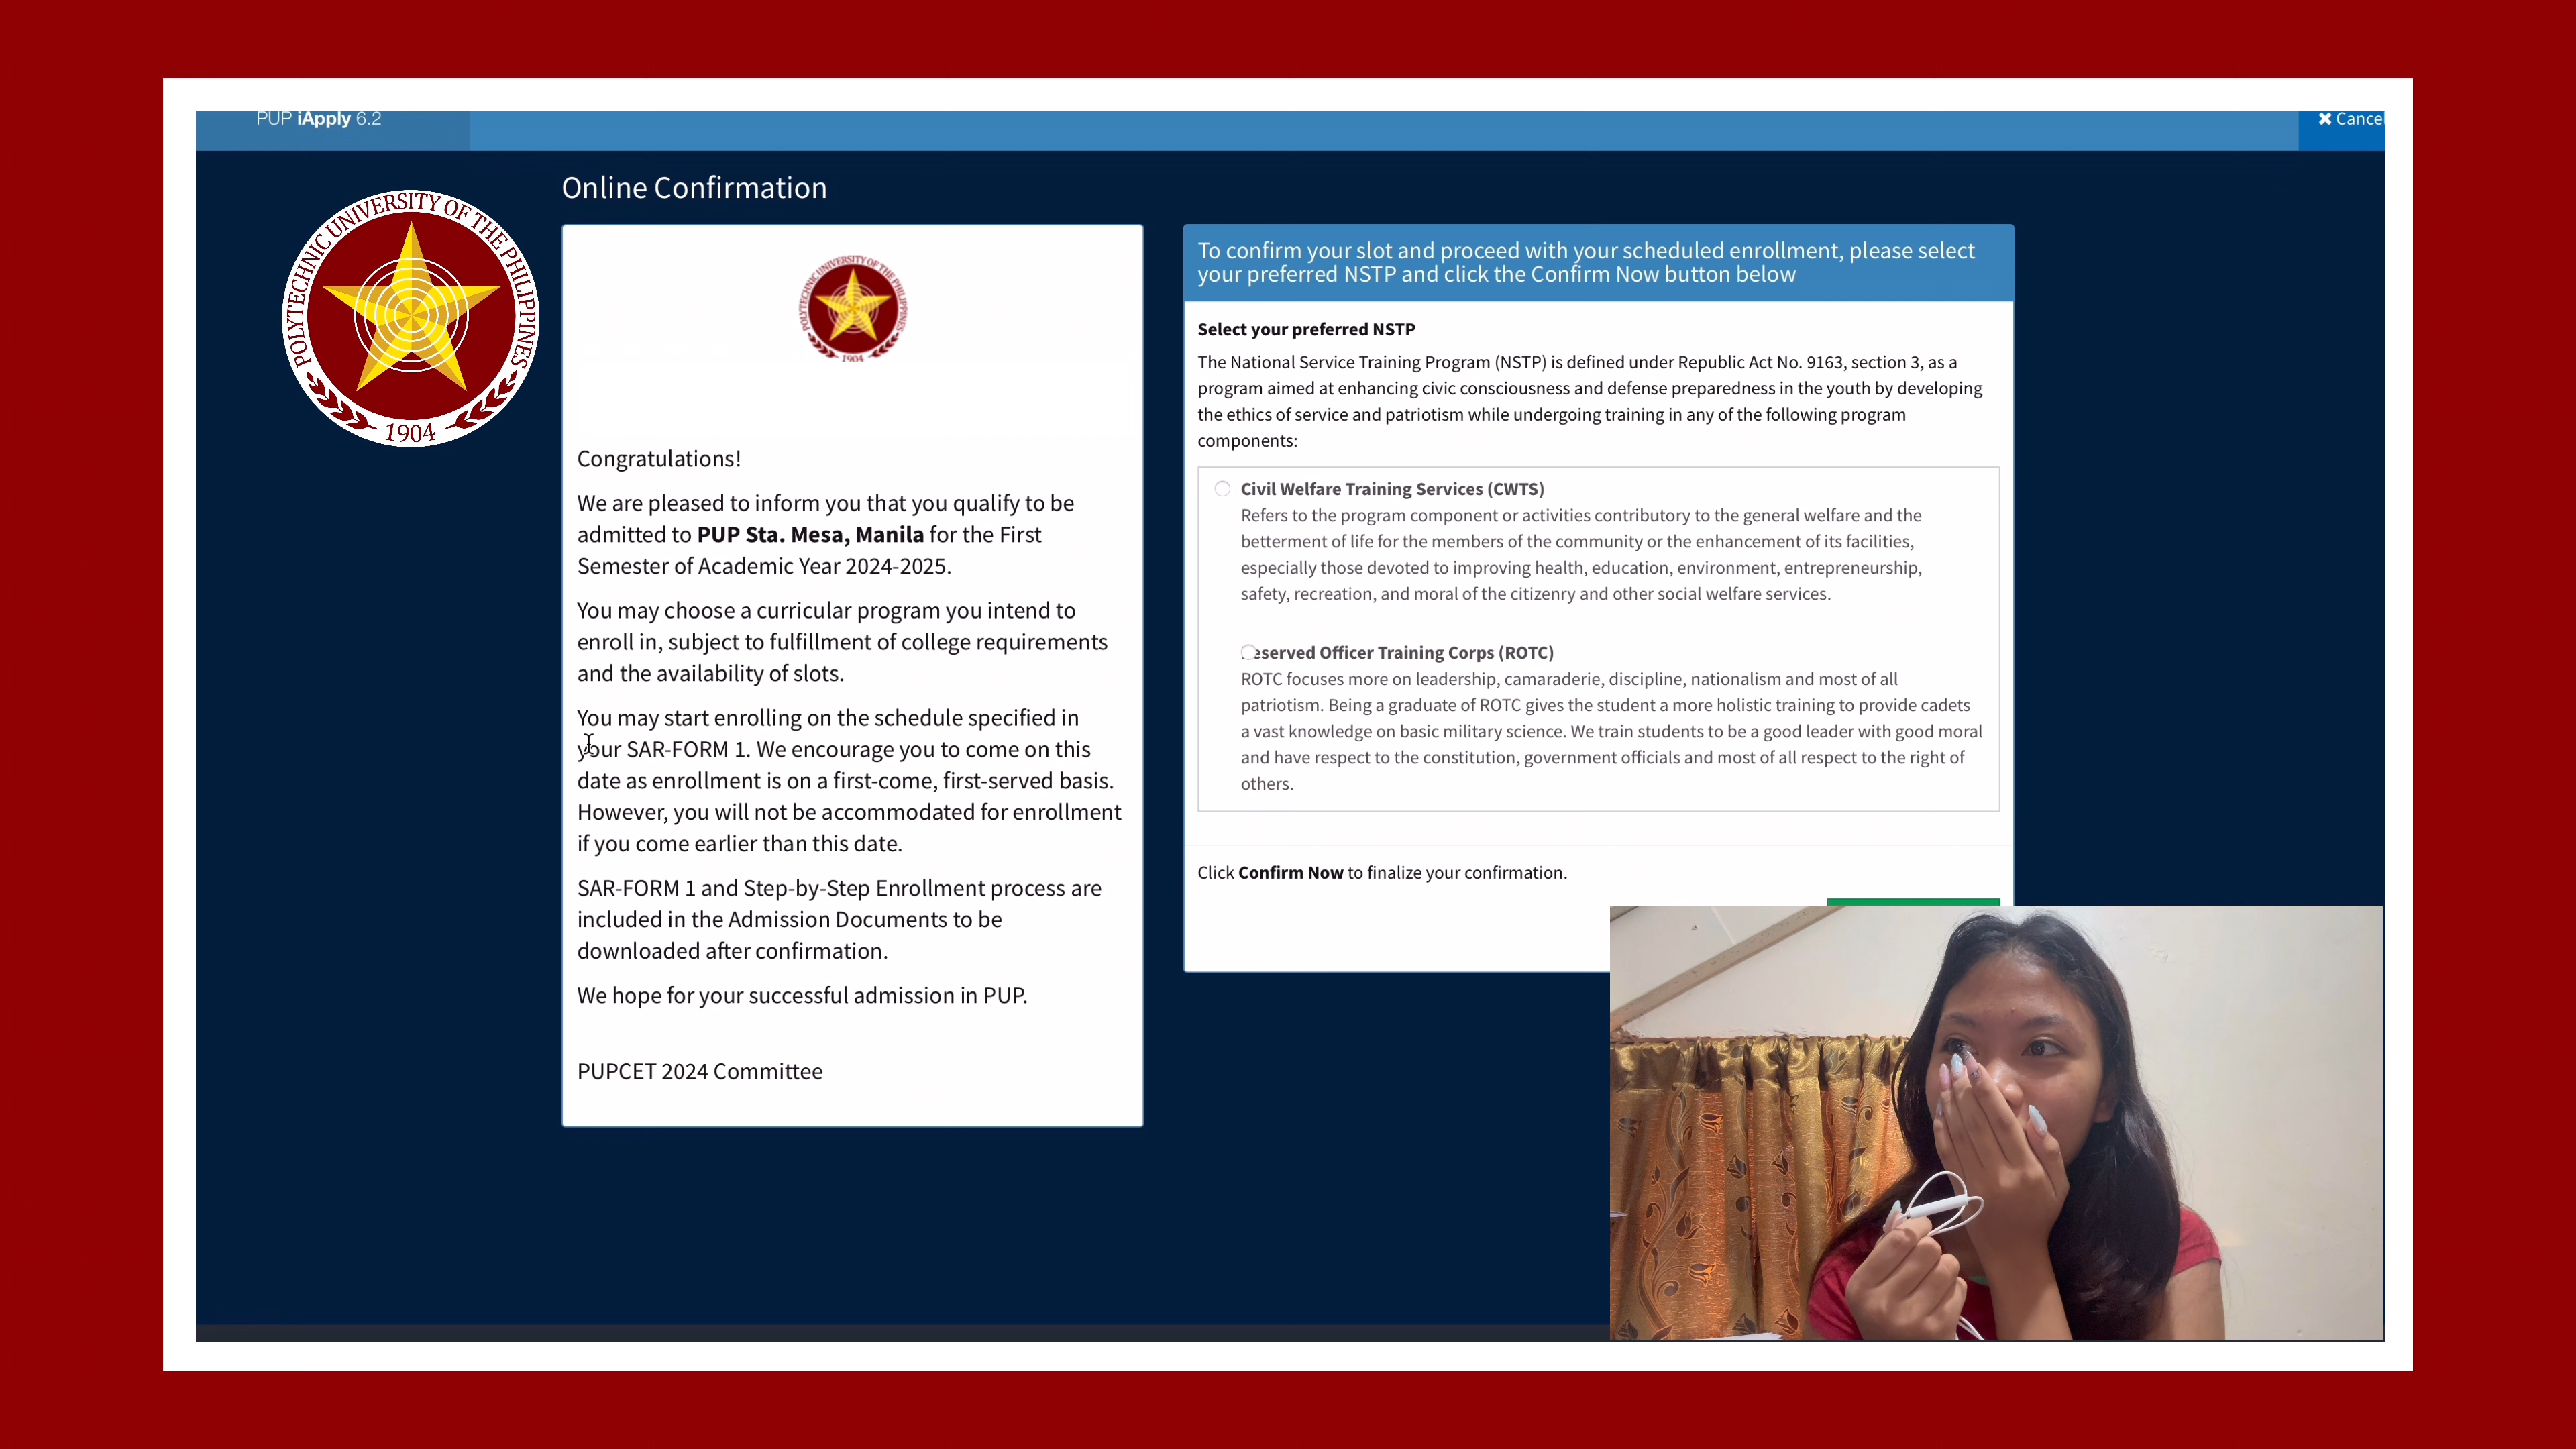 PUP iApply 6.2
Cancel
POLYTECHNIC UNIVERSITY OF THE PHILIPPINES
1904
Online Confirmation
POLYTECHNIC UNIVERSITY OF THE PHILIPPINES
1904
Congratulations!
We are pleased to inform you that you qualify to be
admitted to PUP Sta. Mesa, Manila for the First
Semester of Academic Year 2024-2025.
You may choose a curricular program you intend to
enroll in, subject to fulfillment of college requirements
and the availability of slots.
You may start enrolling on the schedule specified in
your SAR-FORM 1. We encourage you to come on this
date as enrollment is on a first-come, first-served basis.
However, you will not be accommodated for enrollment
if you come earlier than this date.
SAR-FORM 1 and Step-by-Step Enrollment process are
included in the Admission Documents to be
downloaded after confirmation.
We hope for your successful admission in PUP.
PUPCET 2024 Committee
To confirm your slot and proceed with your scheduled enrollment, please select
your preferred NSTP and click the Confirm Now button below
Select your preferred NSTP
The National Service Training Program (NSTP) is defined under Republic Act No. 9163, section 3, as a
program aimed at enhancing civic consciousness and defense preparedness in the youth by developing
the ethics of service and patriotism while undergoing training in any of the following program
components:
Civil Welfare Training Services (CWTS)
Refers to the program component or activities contributory to the general welfare and the
betterment of life for the members of the community or the enhancement of its facilities,
especially those devoted to improving health, education, environment, entrepreneurship,
safety, recreation, and moral of the citizenry and other social welfare services.
Reserved Officer Training Corps (ROTC)
ROTC focuses more on leadership, camaraderie, discipline, nationalism and most of all
patriotism. Being a graduate of ROTC gives the student a more holistic training to provide cadets
a vast knowledge on basic military science. We train students to be a good leader with good moral
and have respect to the constitution, government officials and most of all respect to the right of
others.
Click Confirm Now to finalize your confirmation.